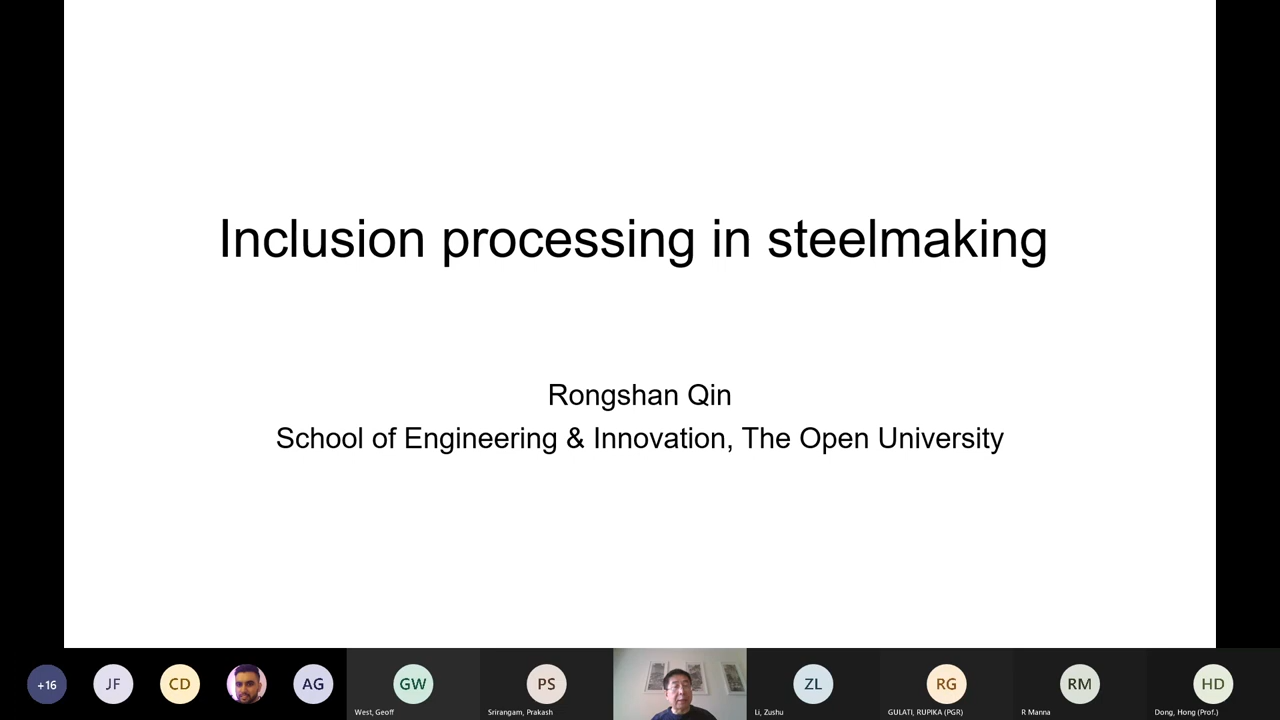 Inclusion processing in steelmaking
Rongshan Qin
School of Engineering & Innovation, The Open University
+16
JF
CD
AG
GW
PS
ZL
RG
RM
HD
West, Geoff
Srirangam, Prakash
Li, Zushu
GULATI, RUPIKA (PGR)
R Manna
Dong, Hong (Prof.)